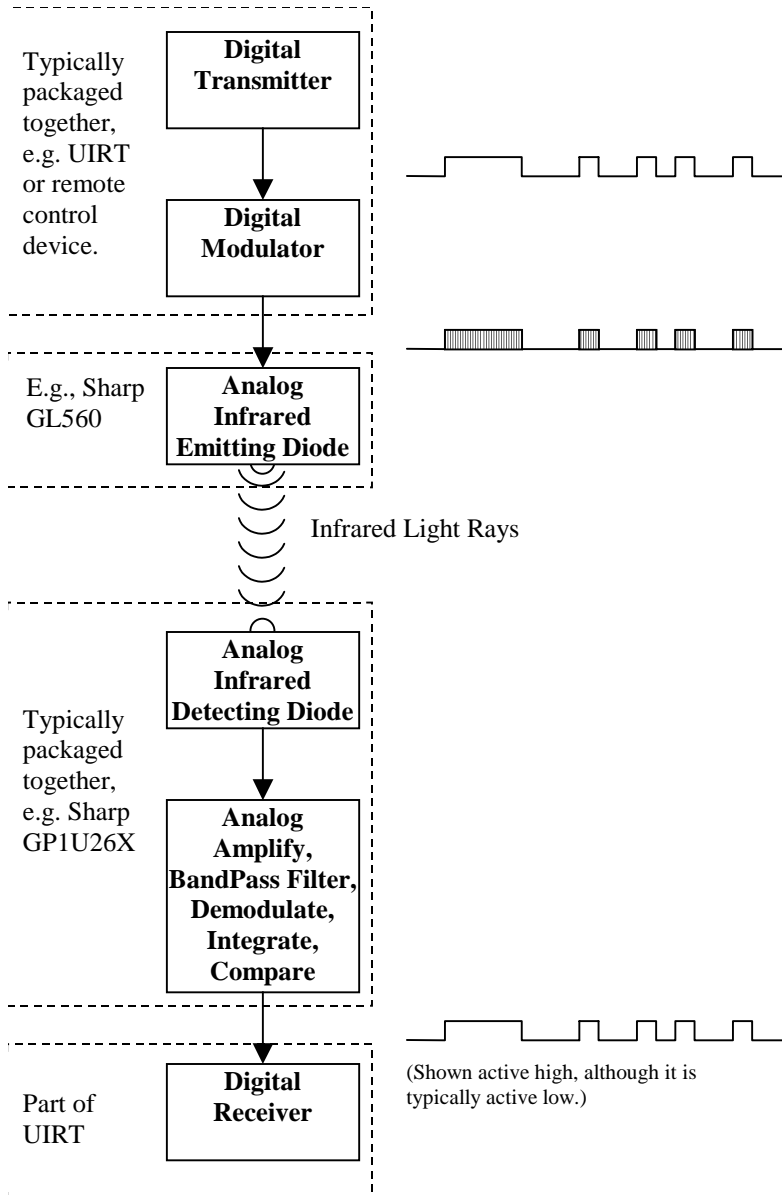 Digital
Transmitter
Typically
packaged
together,
e.g. UIRT
or remote
control
device.
Digital
Modulator
E.g., Sharp
GL560
Analog
Infrared
Emitting Diode
Infrared Light Rays
Analog
Infrared
Detecting Diode
Typically
packaged
together,
e.g. Sharp
GP1U26X
Analog
Amplify,
BandPass Filter,
Demodulate,
Integrate,
Compare
(Shown active high, although it is
typically active low.)
Part of
UIRT
Digital
Receiver